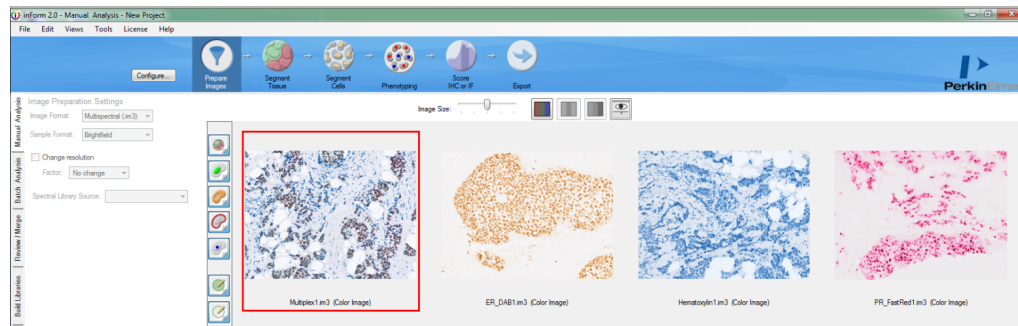 inForm 2.0 - Manual Analysis - New Project
File Edit Views Tools License Help
Configure...
Prepare Images
Segment Tissue
Segment Cells
Phenotyping
Score IHC or IF
Export
PerkinElme
Manual Analysis
Batch Analysis
Review / Merge
Build Libraries
Image Preparation Settings
Image Format: Multispectral (.im3)
Sample Format: Brightfield
Change resolution
Factor: No change
Spectral Library Source:
Image Size:
Multiplex1.im3 (Color Image)
ER_DAB1.im3 (Color Image)
Hematoxylin1.im3 (Color Image)
PR_FastRed1.im3 (Color Image)